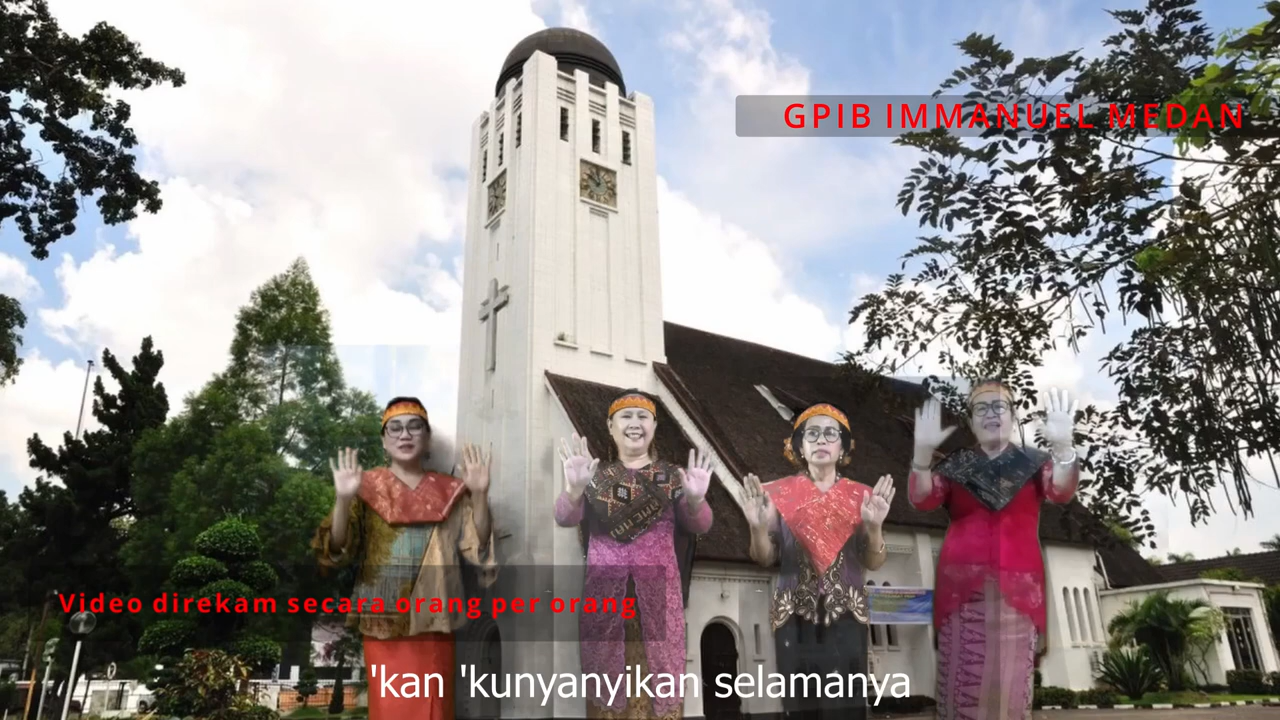 GPIB IMMANUEL MEDAN
Video direkam secara orang per orang
'kan 'kunyanyikan selamanya